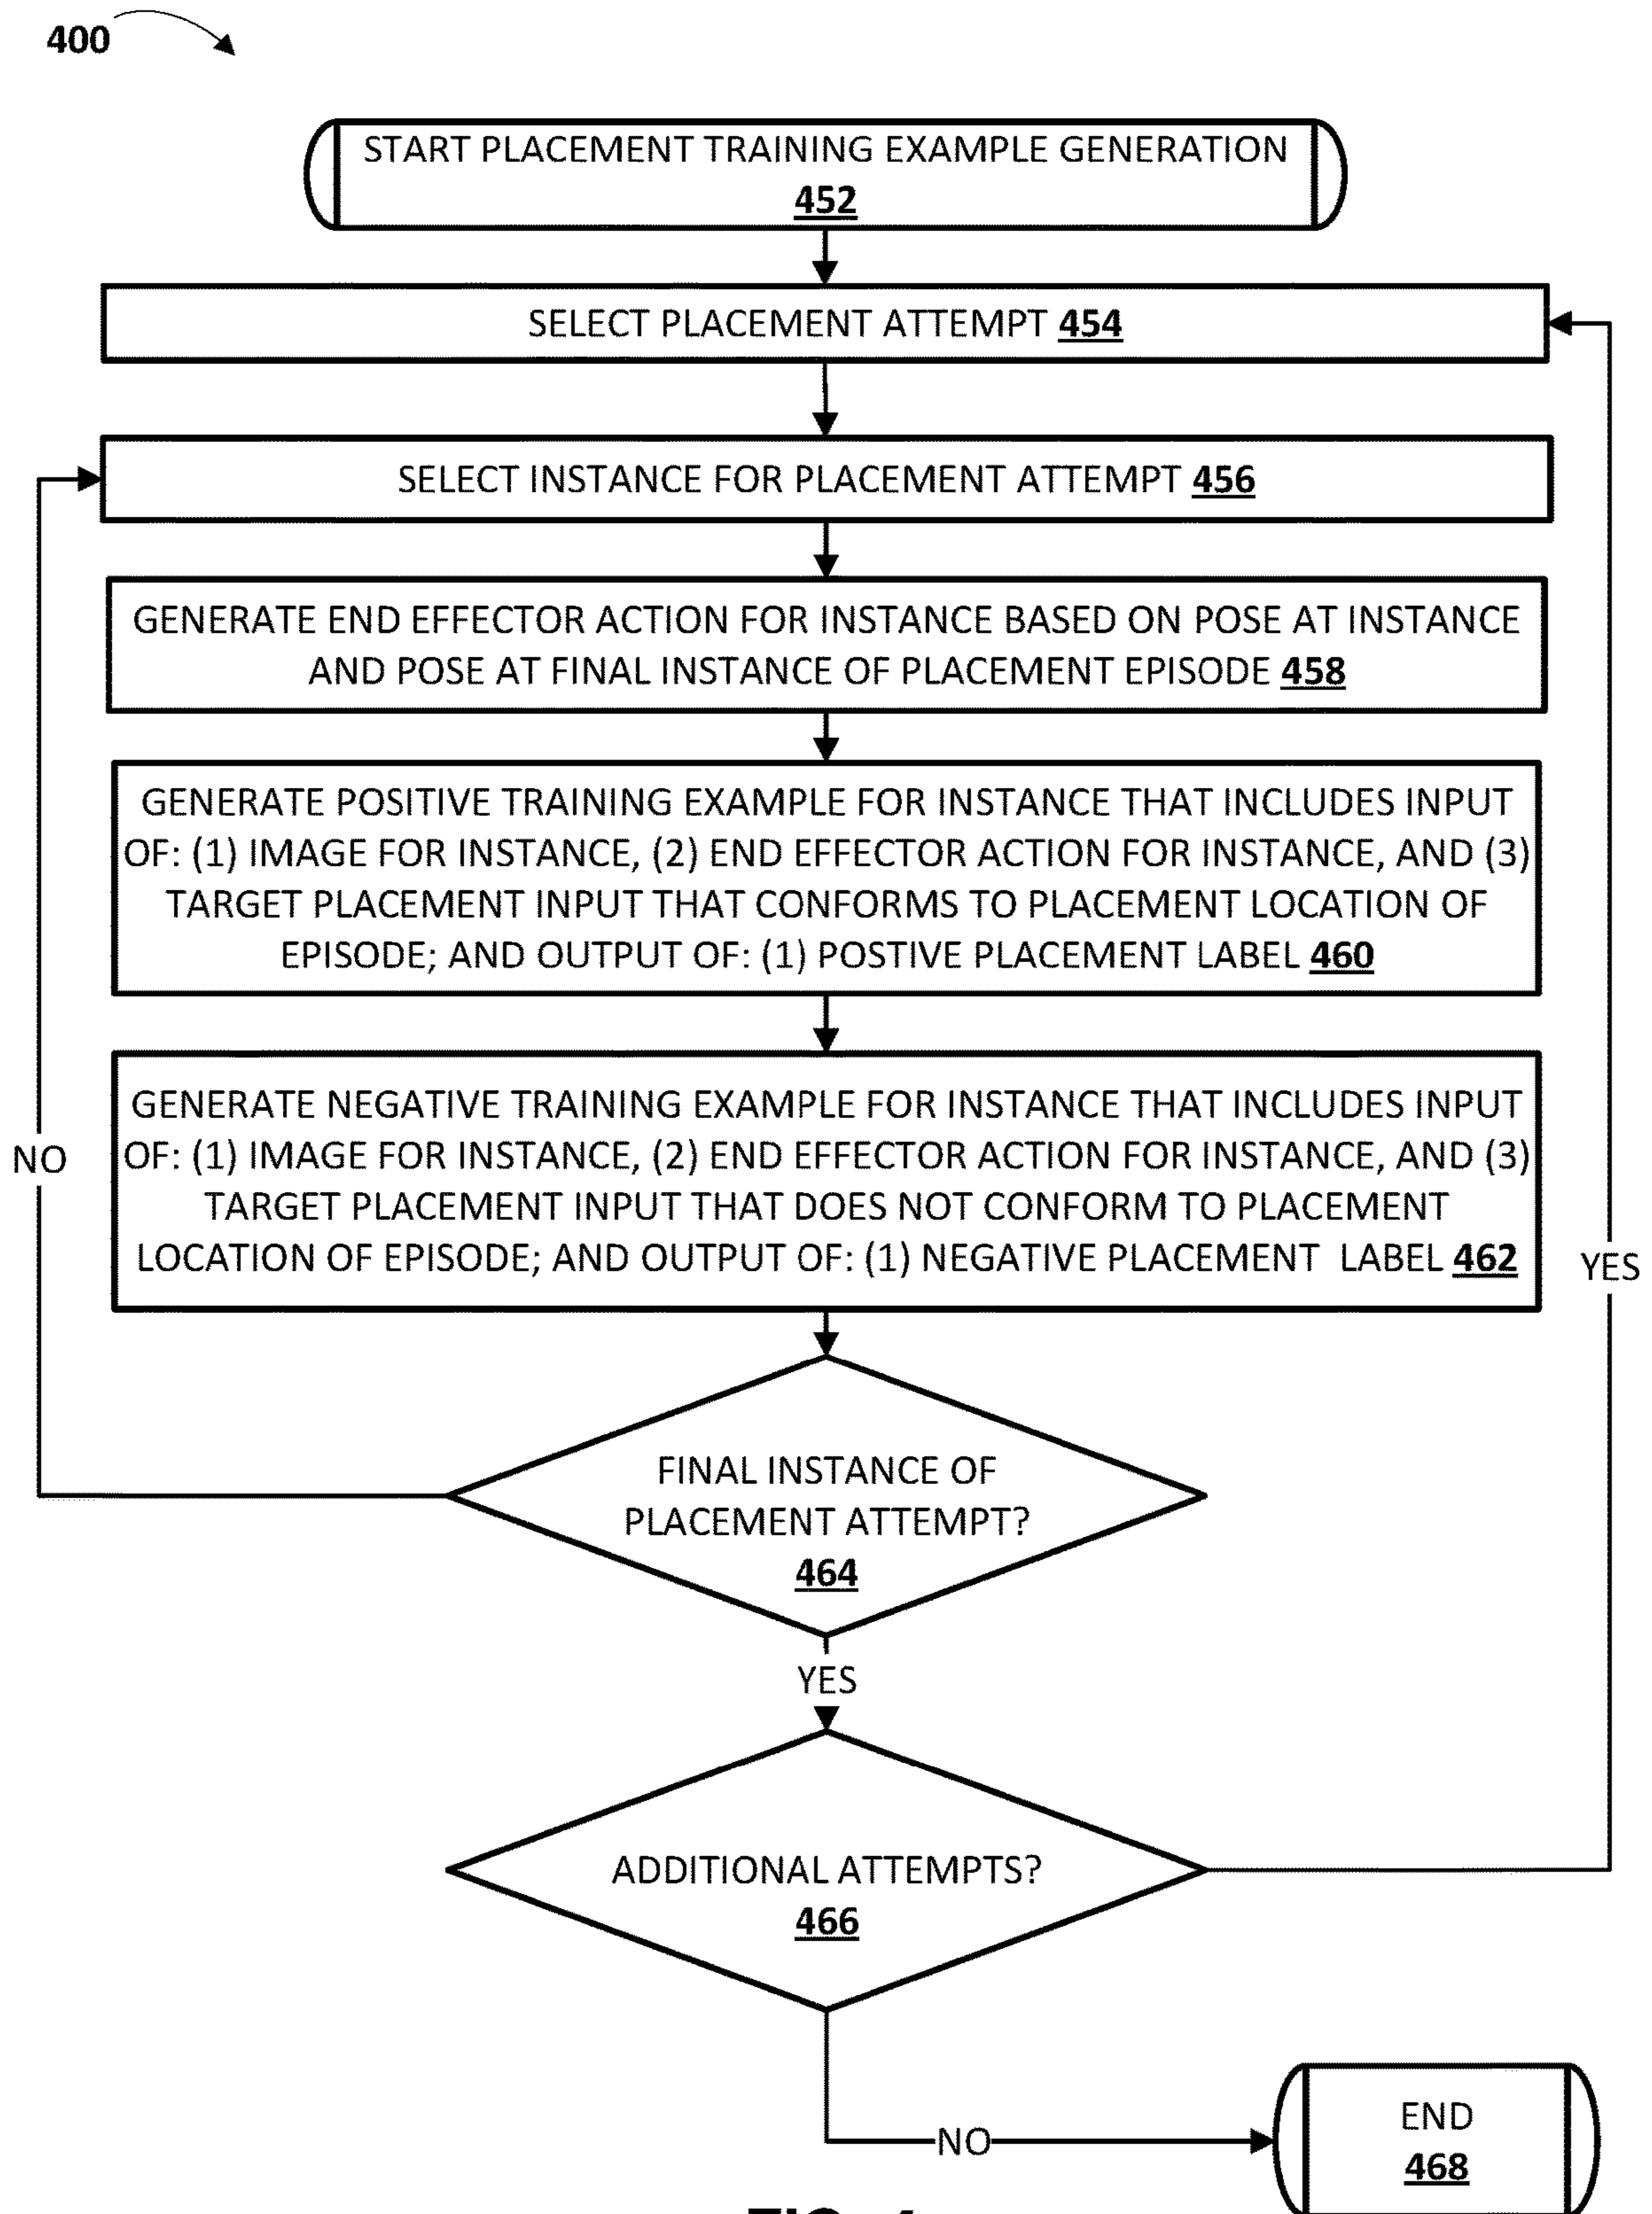 400
START PLACEMENT TRAINING EXAMPLE GENERATION
452
SELECT PLACEMENT ATTEMPT 454
SELECT INSTANCE FOR PLACEMENT ATTEMPT 456
GENERATE END EFFECTOR ACTION FOR INSTANCE BASED ON POSE AT INSTANCE
AND POSE AT FINAL INSTANCE OF PLACEMENT EPISODE 458
GENERATE POSITIVE TRAINING EXAMPLE FOR INSTANCE THAT INCLUDES INPUT
OF: (1) IMAGE FOR INSTANCE, (2) END EFFECTOR ACTION FOR INSTANCE, AND (3)
TARGET PLACEMENT INPUT THAT CONFORMS TO PLACEMENT LOCATION OF
EPISODE; AND OUTPUT OF: (1) POSTIVE PLACEMENT LABEL 460
GENERATE NEGATIVE TRAINING EXAMPLE FOR INSTANCE THAT INCLUDES INPUT
OF: (1) IMAGE FOR INSTANCE, (2) END EFFECTOR ACTION FOR INSTANCE, AND (3)
TARGET PLACEMENT INPUT THAT DOES NOT CONFORM TO PLACEMENT
LOCATION OF EPISODE; AND OUTPUT OF: (1) NEGATIVE PLACEMENT LABEL 462
NO
YES
FINAL INSTANCE OF
PLACEMENT ATTEMPT?
464
YES
ADDITIONAL ATTEMPTS?
466
NO
END
468